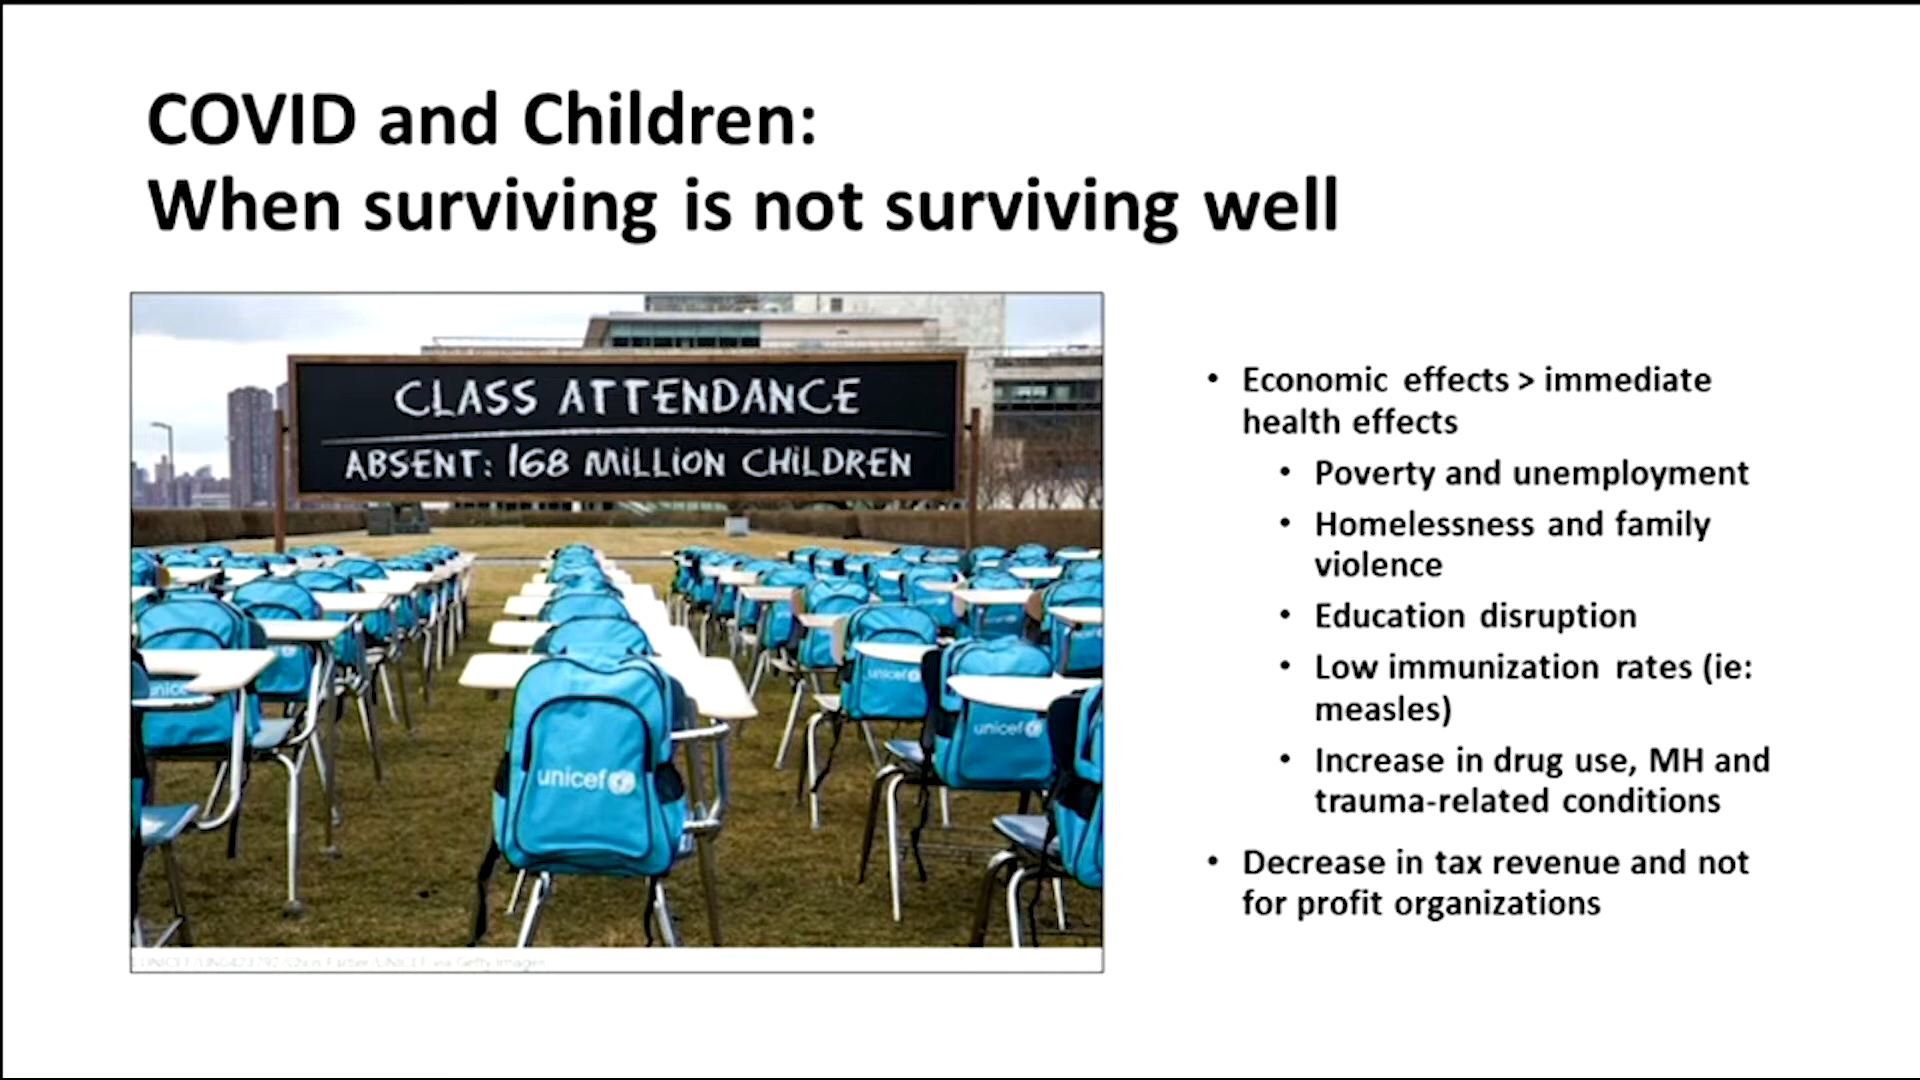 COVID and Children:
When surviving is not surviving well
CLASS ATTENDANCE
ABSENT: 168 MILLION CHILDREN
unicef
unicef
unicef
unicef
• Economic effects > immediate
health effects
• Poverty and unemployment
• Homelessness and family
violence
• Education disruption
• Low immunization rates (ie:
measles)
• Increase in drug use, MH and
trauma-related conditions
• Decrease in tax revenue and not
for profit organizations